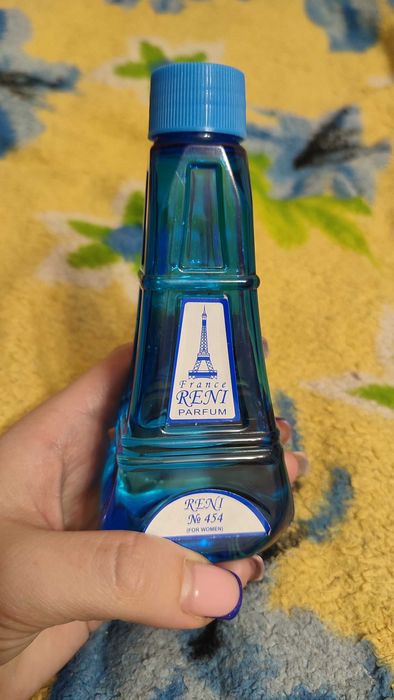 France
RENI
PARFUM
RENI
№ 454
(FOR WOMEN)